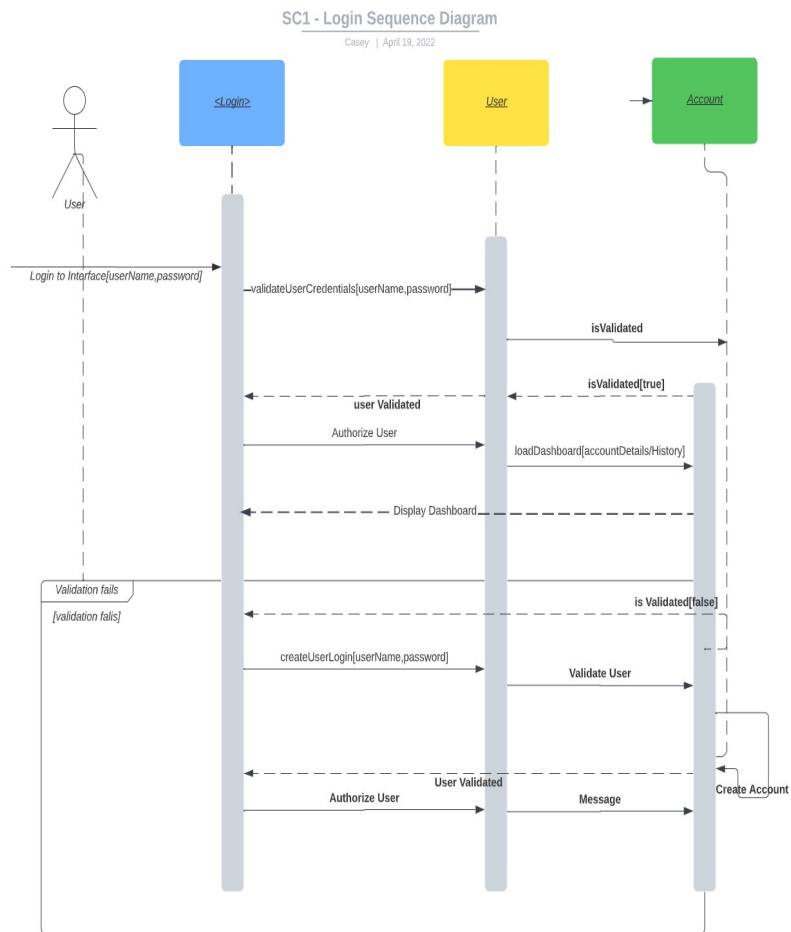 SC1 - Login Sequence Diagram
Casey | April 19, 2022
<Login>
User
Account
User
Login to Interface[userName,password]
validateUserCredentials[userName,password]
isValidated
isValidated[true]
user Validated
Authorize User
loadDashboard[accountDetails/History]
Display Dashboard
Validation fails
is Validated[false]
[validation falis]
createUserLogin[userName,password]
Validate User
User Validated
Create Account
Authorize User
Message